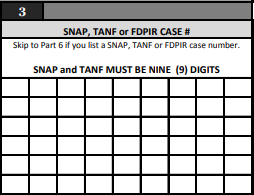 3
SNAP, TANF or FDPIR CASE #
Skip to Part 6 if you list a SNAP, TANF or FDPIR case number.
SNAP and TANF MUST BE NINE (9) DIGITS